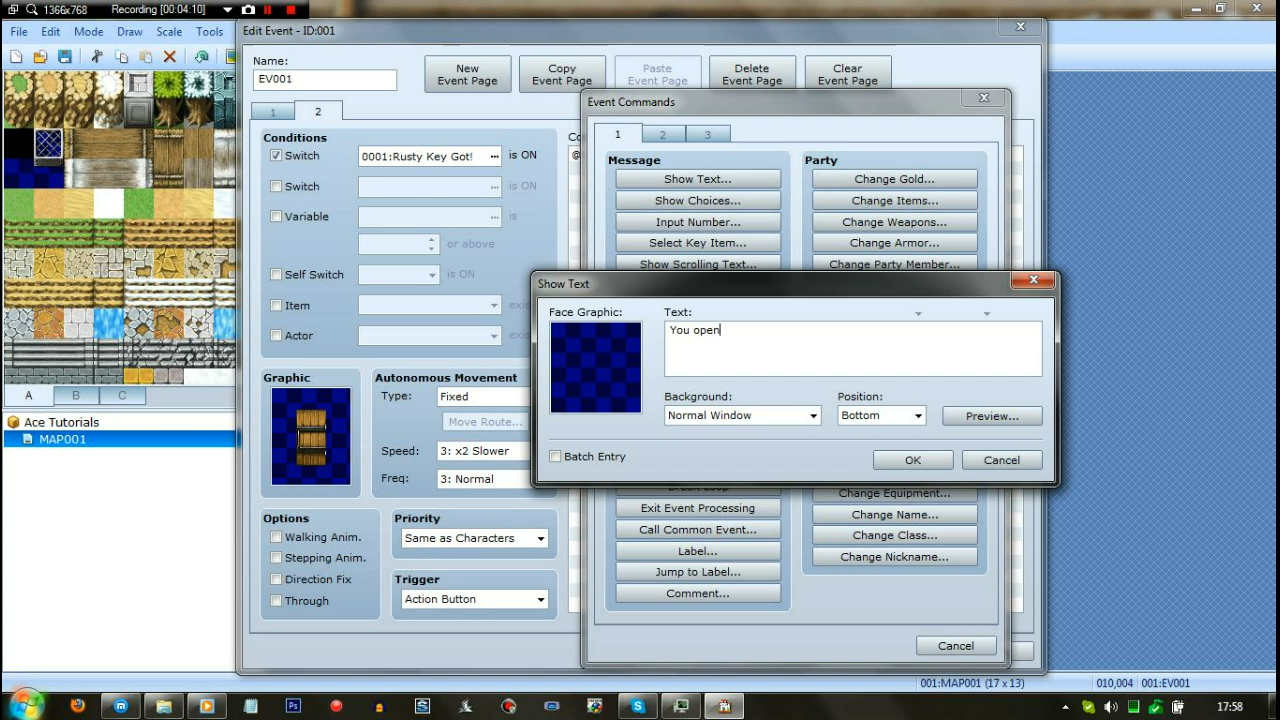 1366x768 Recording [00:04:10]
File Edit Mode Draw Scale Tools
Edit Event - ID:001
Name:
EV001
New Event Page
Copy Event Page
Paste Event Page
Delete Event Page
Clear Event Page
1 2
Conditions
Switch 0001:Rusty Key Got! ... is ON
Switch ... is ON
Variable ... is
or above
Self Switch is ON
Item
Actor
Graphic
Autonomous Movement
Type: Fixed
Move Route...
Speed: 3: x2 Slower
Freq: 3: Normal
Options
Walking Anim.
Stepping Anim.
Direction Fix
Through
Priority
Same as Characters
Trigger
Action Button
Event Commands
1 2 3
Message
Show Text...
Show Choices...
Input Number...
Select Key Item...
Show Scrolling Text...
Party
Change Gold...
Change Items...
Change Weapons...
Change Armor...
Change Party Member...
Show Text
Face Graphic:
Text:
You open
Background:
Normal Window
Position:
Bottom
Preview...
Batch Entry
OK
Cancel
Exit Event Processing
Call Common Event...
Label...
Jump to Label...
Comment...
Change Equipment...
Change Name...
Change Class...
Change Nickname...
Cancel
A B C
Ace Tutorials
MAP001
001:MAP001 (17 x 13) 010,004 001:EV001
Ps
17:58